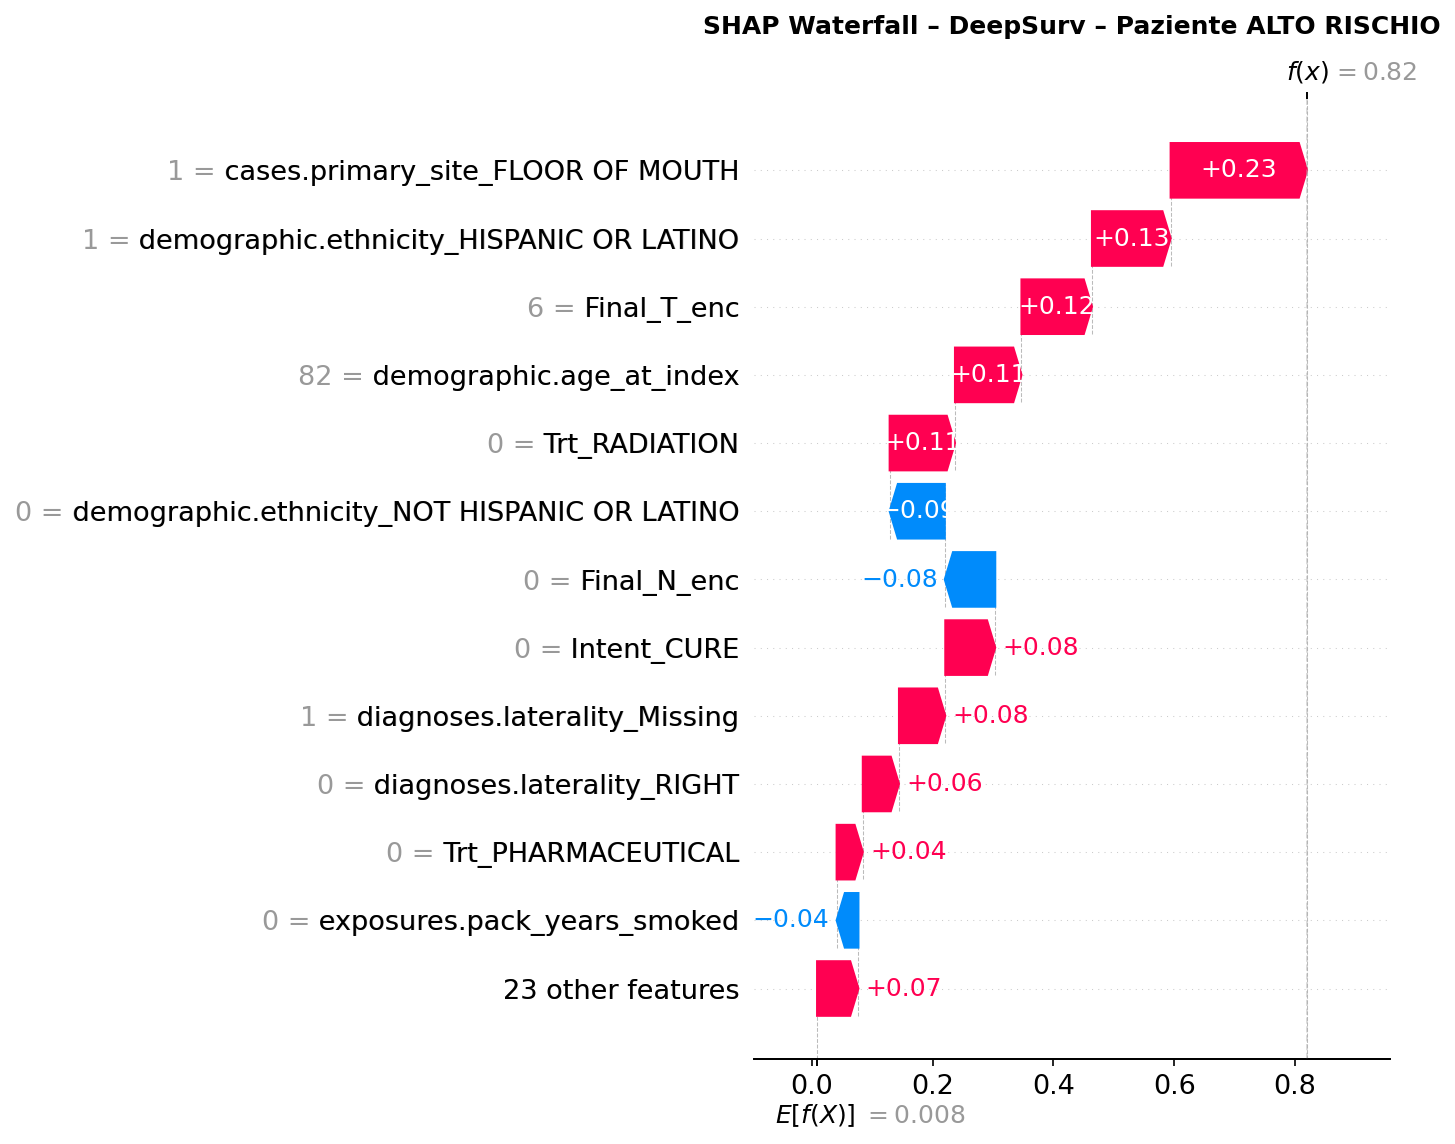 SHAP Waterfall – DeepSurv – Paziente ALTO RISCHIO
f(x) = 0.82
1 = cases.primary_site_FLOOR OF MOUTH +0.23
1 = demographic.ethnicity_HISPANIC OR LATINO +0.13
6 = Final_T_enc +0.12
82 = demographic.age_at_index +0.11
0 = Trt_RADIATION +0.11
0 = demographic.ethnicity_NOT HISPANIC OR LATINO −0.09
0 = Final_N_enc −0.08
0 = Intent_CURE +0.08
1 = diagnoses.laterality_Missing +0.08
0 = diagnoses.laterality_RIGHT +0.06
0 = Trt_PHARMACEUTICAL +0.04
0 = exposures.pack_years_smoked −0.04
23 other features +0.07
0.0 0.2 0.4 0.6 0.8
E[f(X)] = 0.008